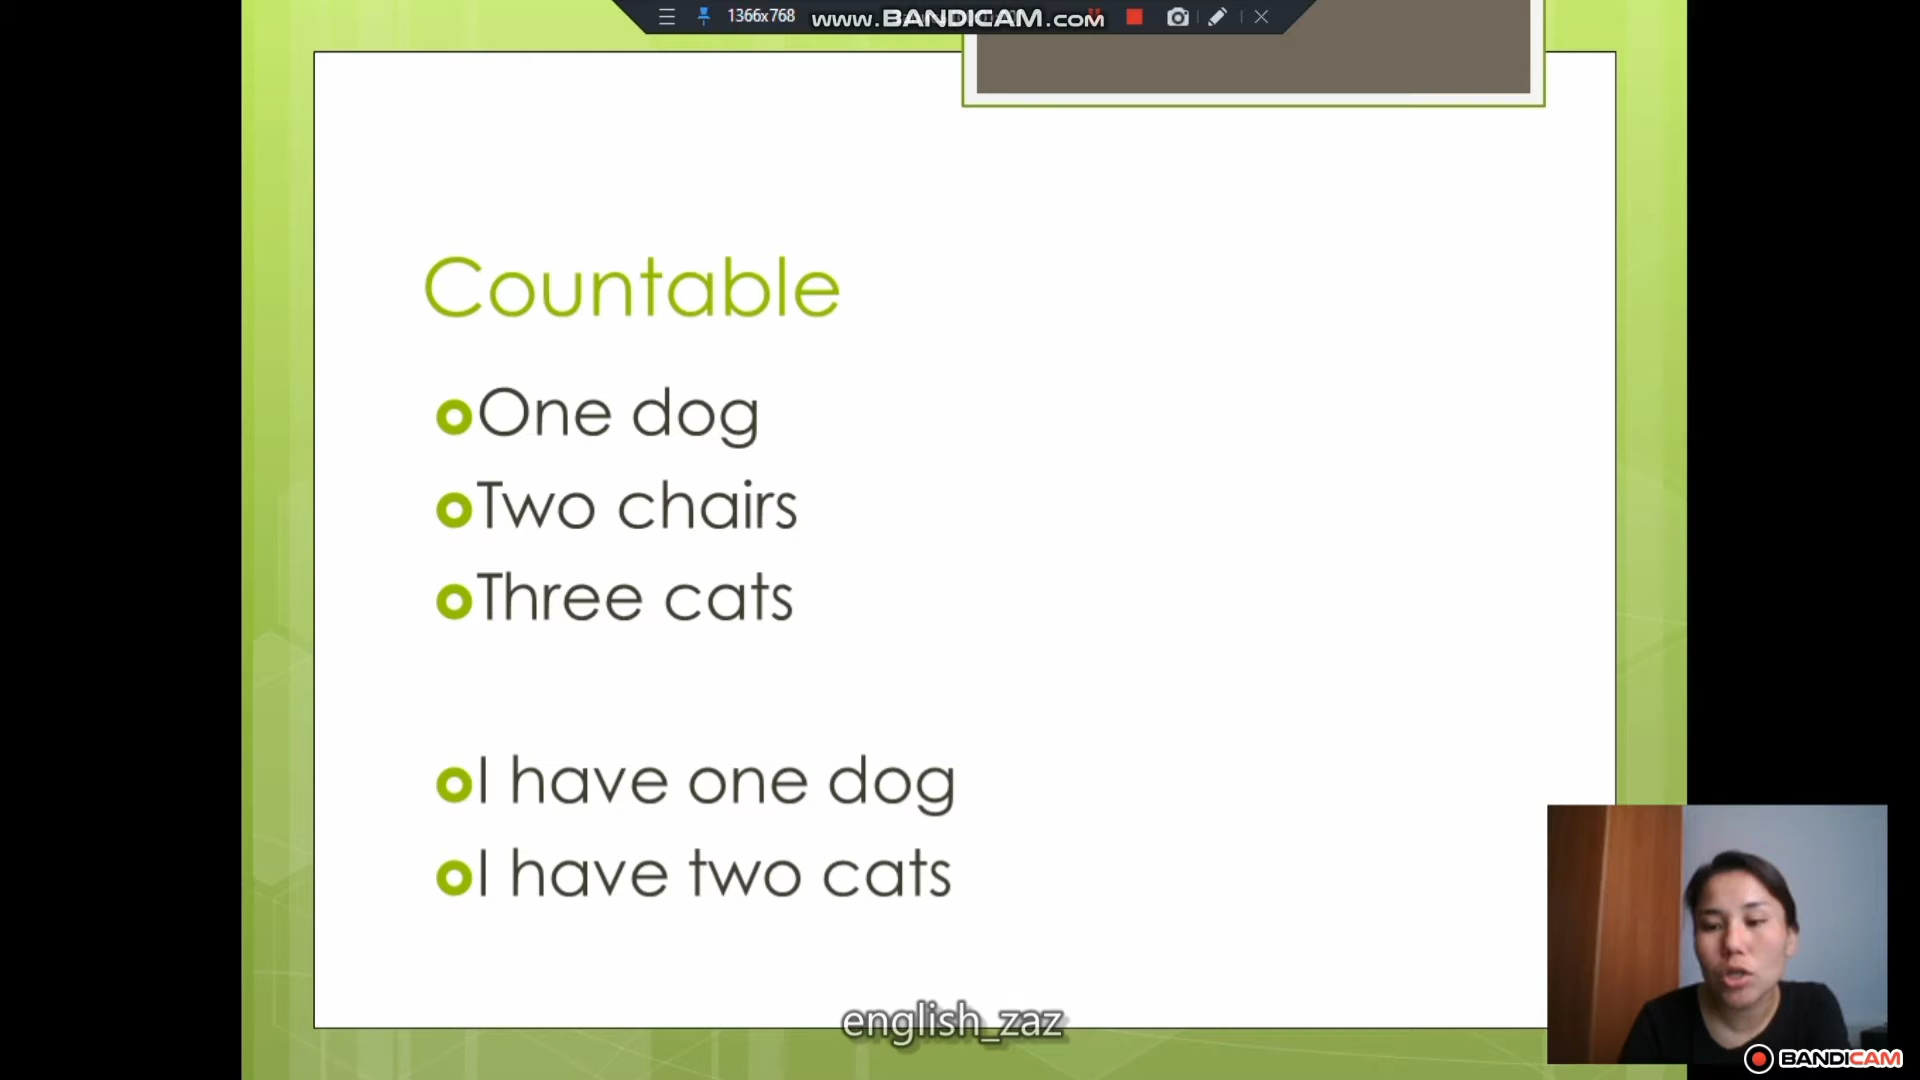 1366x768
www.BANDICAM.com
Countable
One dog
Two chairs
Three cats
I have one dog
I have two cats
english_zaz
BANDICAM